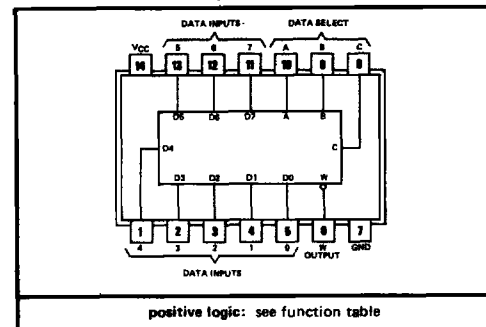 DATA INPUTS DATA SELECT
VCC 5 6 7 A B C
14 13 12 11 10 9 8
D5 D6 D7 A B
D4 C
D3 D2 D1 D0 W
1 2 3 4 5 6 7
4 3 2 1 0 W GND
OUTPUT
DATA INPUTS
positive logic: see function table